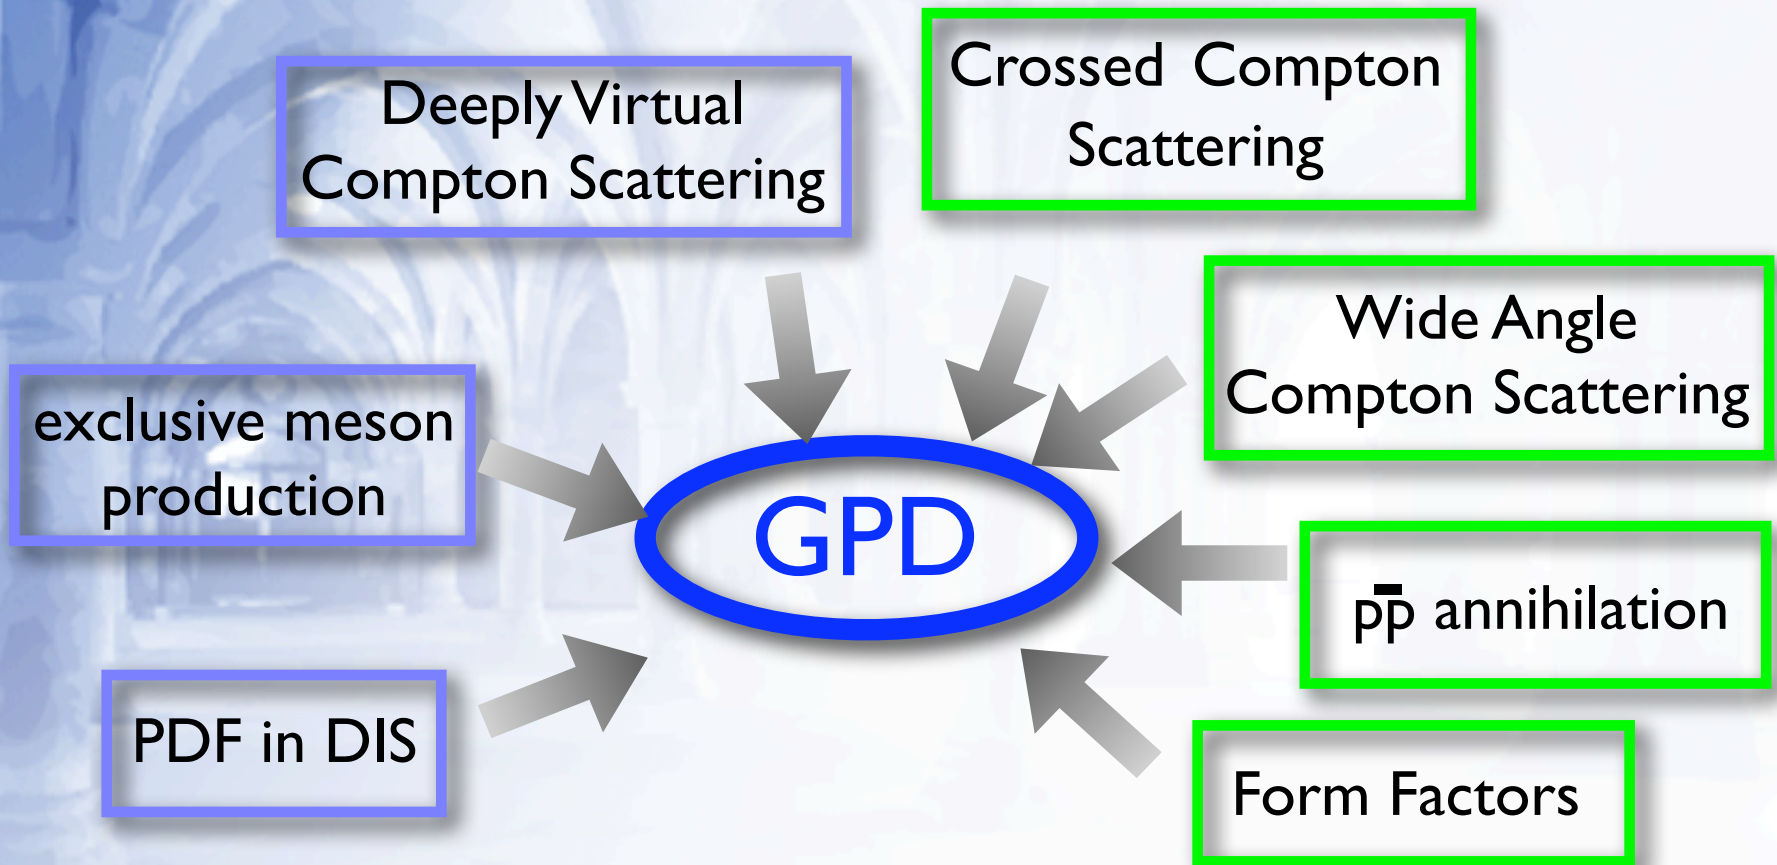 Deeply Virtual
Compton Scattering
Crossed Compton
Scattering
Wide Angle
Compton Scattering
exclusive meson
production
GPD
pp̅ annihilation
PDF in DIS
Form Factors